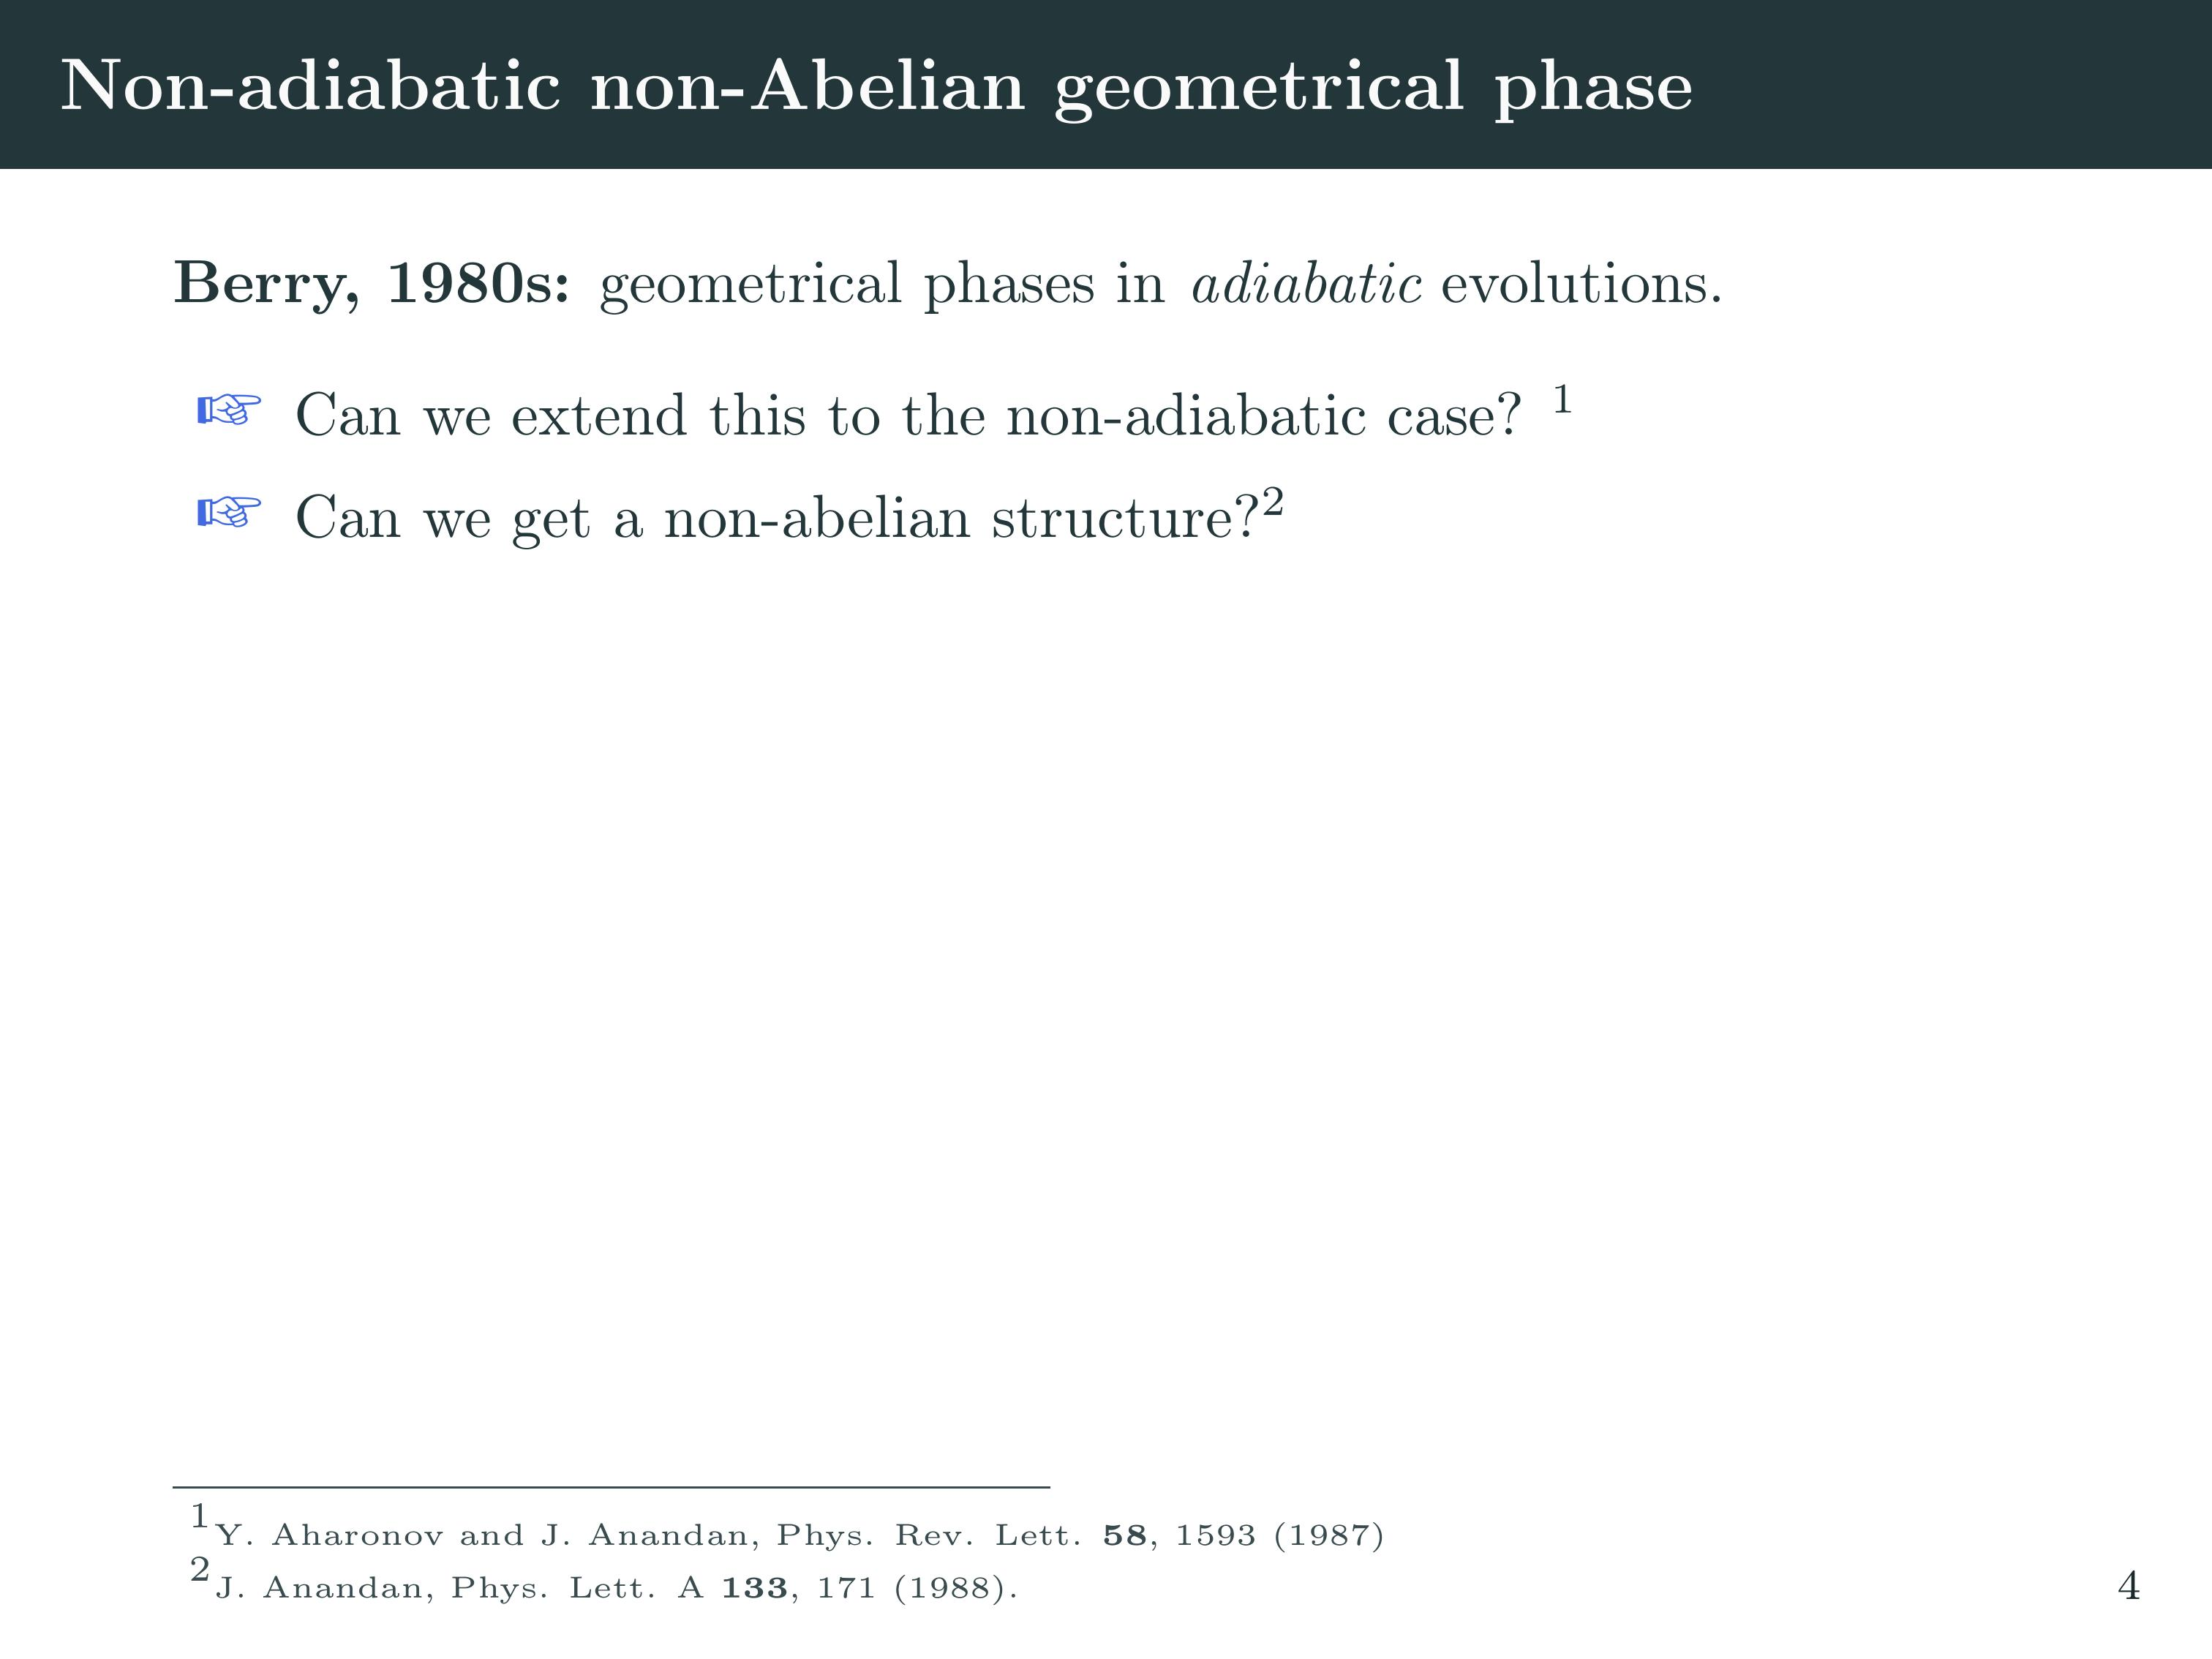 Non-adiabatic non-Abelian geometrical phase
Berry, 1980s: geometrical phases in adiabatic evolutions.
☞ Can we extend this to the non-adiabatic case? 1
☞ Can we get a non-abelian structure?2
1Y. Aharonov and J. Anandan, Phys. Rev. Lett. 58, 1593 (1987)
2J. Anandan, Phys. Lett. A 133, 171 (1988).
4